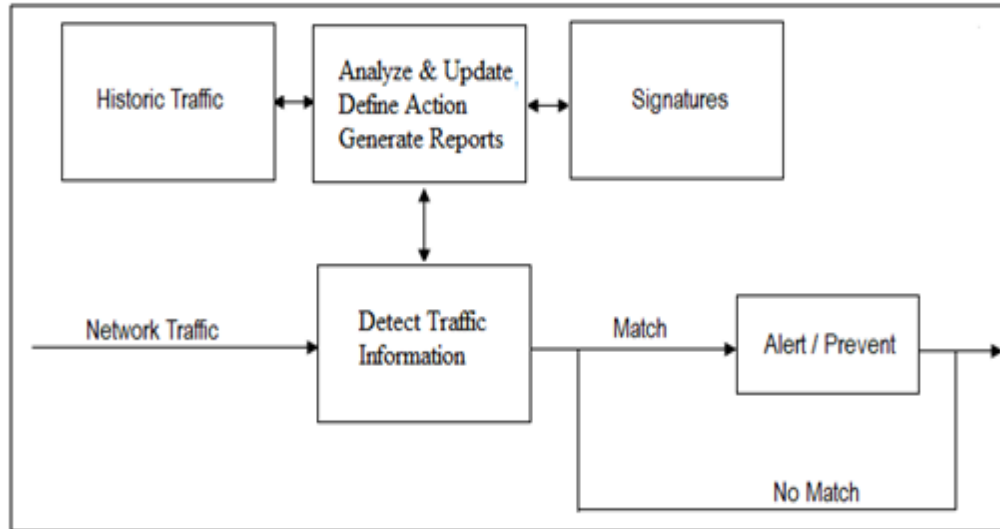 Historic Traffic
Analyze & Update
Define Action
Generate Reports
Signatures
Network Traffic
Detect Traffic
Information
Match
Alert / Prevent
No Match